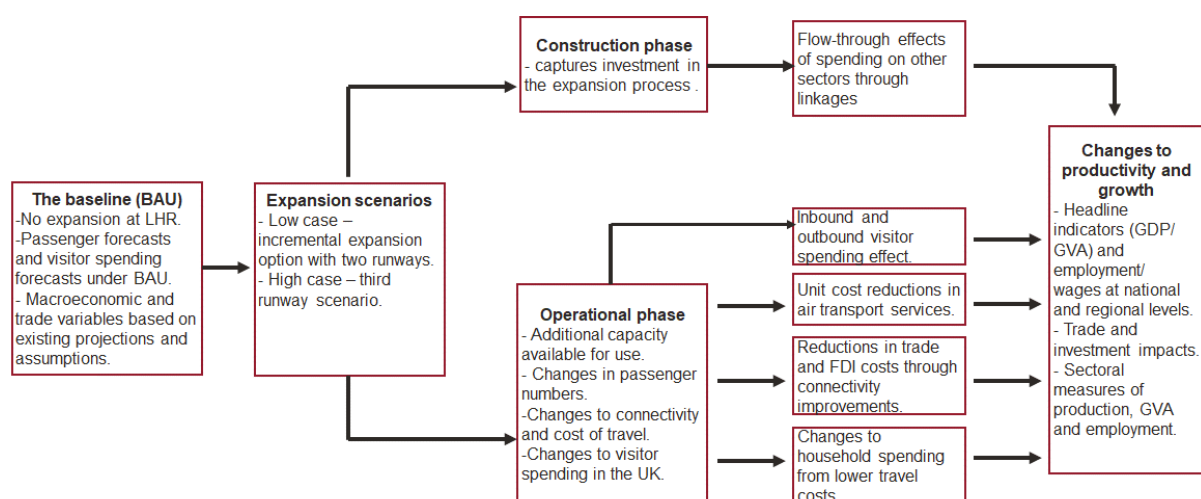 The baseline (BAU)
-No expansion at LHR.
-Passenger forecasts
and visitor spending
forecasts under BAU.
- Macroeconomic and
trade variables based on
existing projections and
assumptions.
Expansion scenarios
- Low case –
incremental expansion
option with two runways.
- High case – third
runway scenario.
Construction phase
- captures investment in
the expansion process .
Flow-through effects
of spending on other
sectors through
linkages
Operational phase
- Additional capacity
available for use.
- Changes in passenger
numbers.
-Changes to connectivity
and cost of travel.
-Changes to visitor
spending in the UK.
Inbound and
outbound visitor
spending effect.
Unit cost reductions in
air transport services.
Reductions in trade
and FDI costs through
connectivity
improvements.
Changes to
household spending
from lower travel
costs
Changes to
productivity and
growth
- Headline
indicators (GDP/
GVA) and
employment/
wages at national
and regional levels.
- Trade and
investment impacts.
- Sectoral
measures of
production, GVA
and employment.